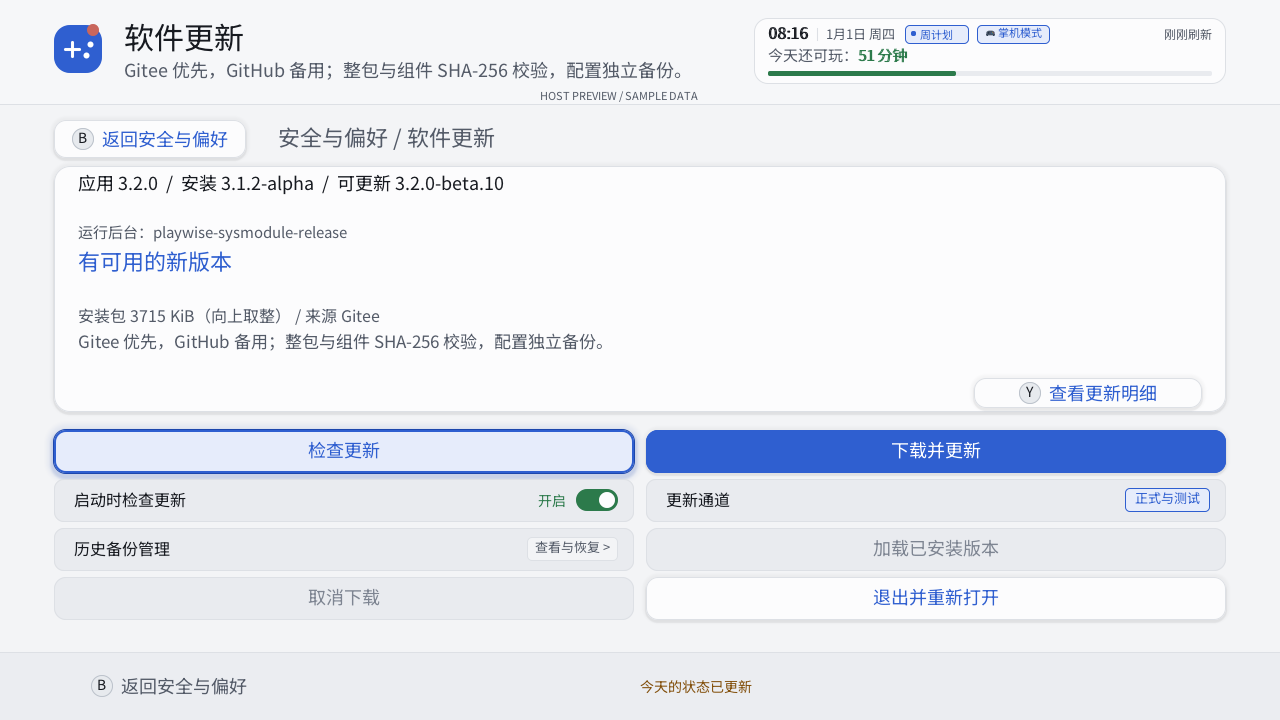 软件更新
Gitee 优先，GitHub 备用；整包与组件 SHA-256 校验，配置独立备份。
08:16 1月1日 周四 周计划 掌机模式 刚刚刷新
今天还可玩：51 分钟
HOST PREVIEW / SAMPLE DATA
B 返回安全与偏好 安全与偏好 / 软件更新
应用 3.2.0 / 安装 3.1.2-alpha / 可更新 3.2.0-beta.10
运行后台：playwise-sysmodule-release
有可用的新版本
安装包 3715 KiB（向上取整） / 来源 Gitee
Gitee 优先，GitHub 备用；整包与组件 SHA-256 校验，配置独立备份。
Y 查看更新明细
检查更新 下载并更新
启动时检查更新 开启 更新通道 正式与测试
历史备份管理 查看与恢复 > 加载已安装版本
取消下载 退出并重新打开
B 返回安全与偏好 今天的状态已更新